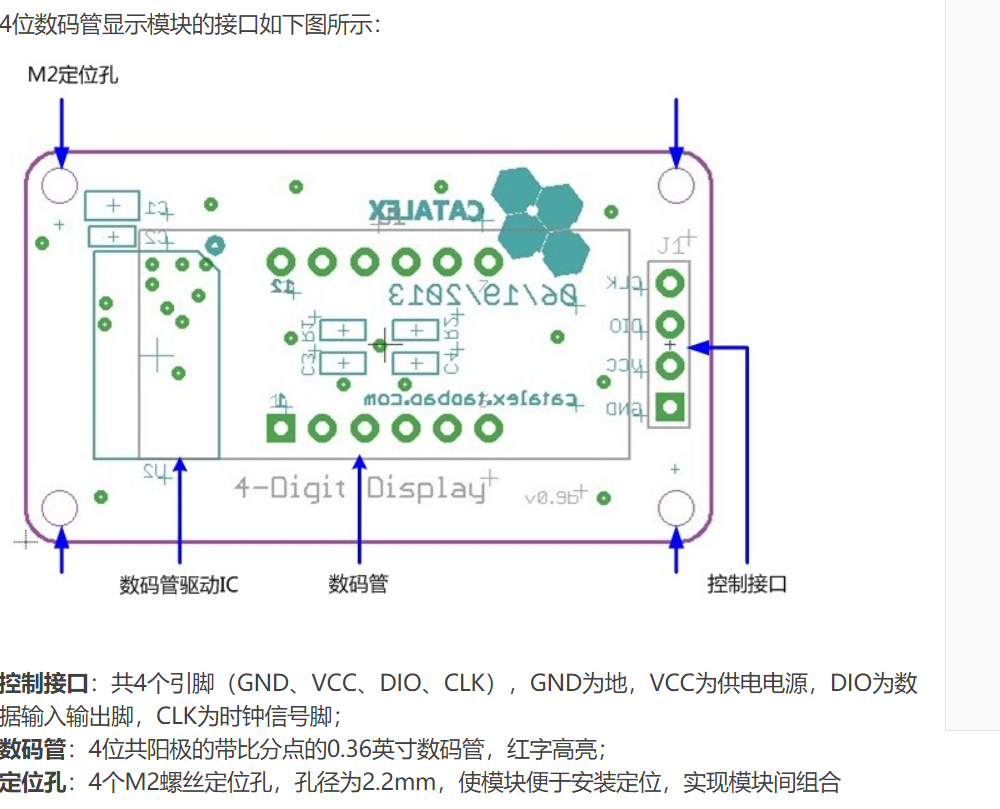 4位数码管显示模块的接口如下图所示：
M2定位孔
C1
CATALEX
C2
J1
J2
06/19/2013
CLK
R1
R2
DIO
C3
C4
VCC
catalex.taobao.com
1
GND
U2
4-Digit Display
v0.9b
数码管驱动IC
数码管
控制接口
控制接口：共4个引脚（GND、VCC、DIO、CLK），GND为地，VCC为供电电源，DIO为数
据输入输出脚，CLK为时钟信号脚；
数码管：4位共阳极的带比分点的0.36英寸数码管，红字高亮；
定位孔：4个M2螺丝定位孔，孔径为2.2mm，使模块便于安装定位，实现模块间组合